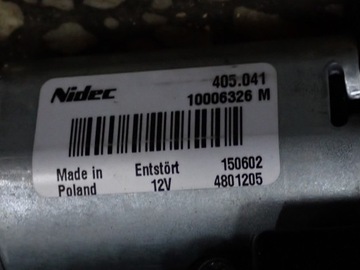 Nidec 405.041
10006326 M
Made in Entstört 150602
Poland 12V 4801205